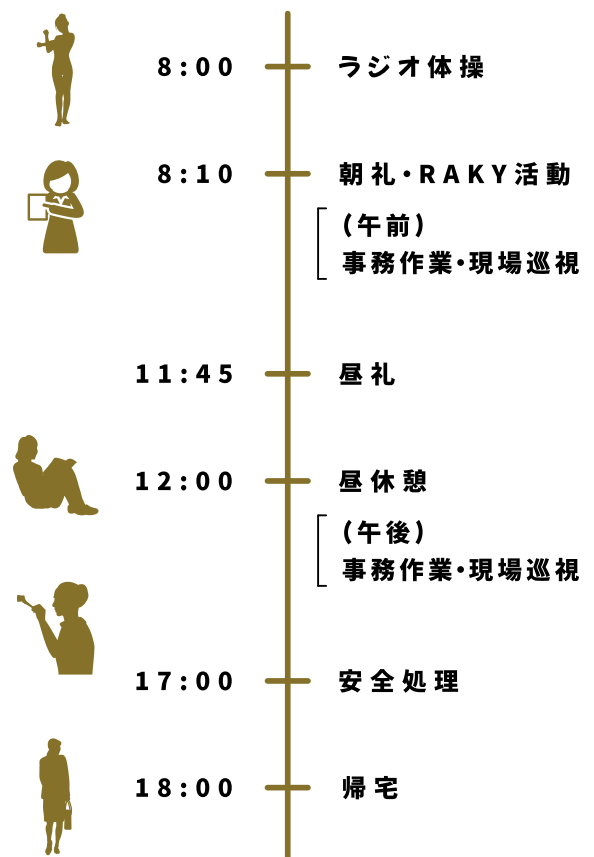 8:00 ラジオ体操
8:10 朝礼・RAKY活動
(午前)
事務作業・現場巡視
11:45 昼礼
12:00 昼休憩
(午後)
事務作業・現場巡視
17:00 安全処理
18:00 帰宅